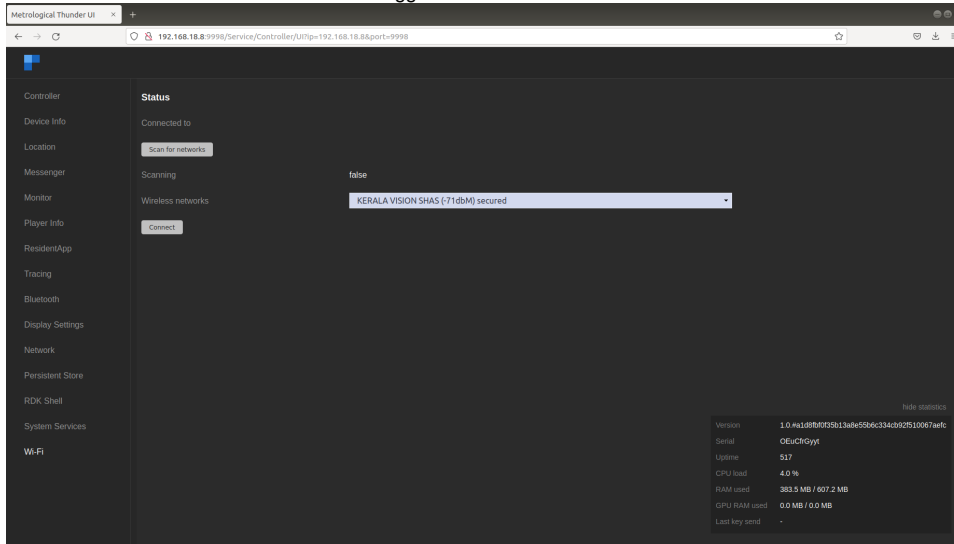 Metrological Thunder UI × +
192.168.18.8:9998/Service/Controller/UI?ip=192.168.18.8&port=9998
Controller
Device Info
Location
Messenger
Monitor
Player Info
ResidentApp
Tracing
Bluetooth
Display Settings
Network
Persistent Store
RDK Shell
System Services
Wi-Fi
Status
Connected to
Scan for networks
Scanning false
Wireless networks KERALA VISION SHAS (-71dbM) secured
Connect
hide statistics
Version 1.0.#a1d8fbf0f35b13a8e55b6c334cb92f510067aefc
Serial OEuCfrGyyt
Uptime 517
CPU load 4.0 %
RAM used 383.5 MB / 607.2 MB
GPU RAM used 0.0 MB / 0.0 MB
Last key send -